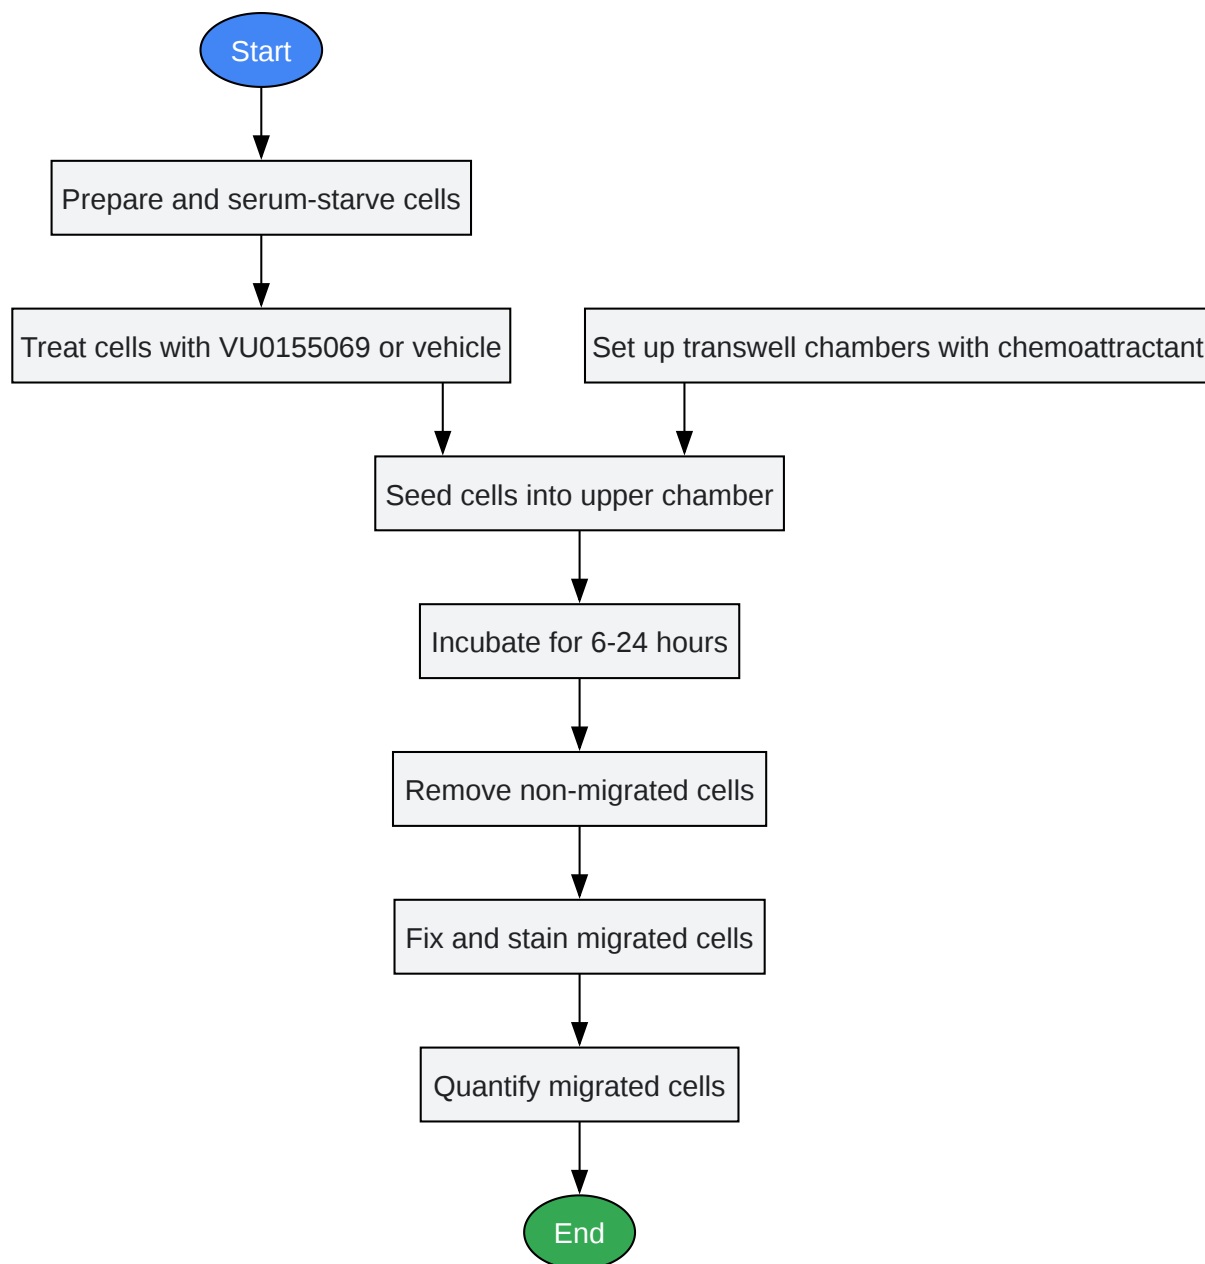 Start
Prepare and serum-starve cells
Treat cells with VU0155069 or vehicle
Set up transwell chambers with chemoattractant
Seed cells into upper chamber
Incubate for 6-24 hours
Remove non-migrated cells
Fix and stain migrated cells
Quantify migrated cells
End